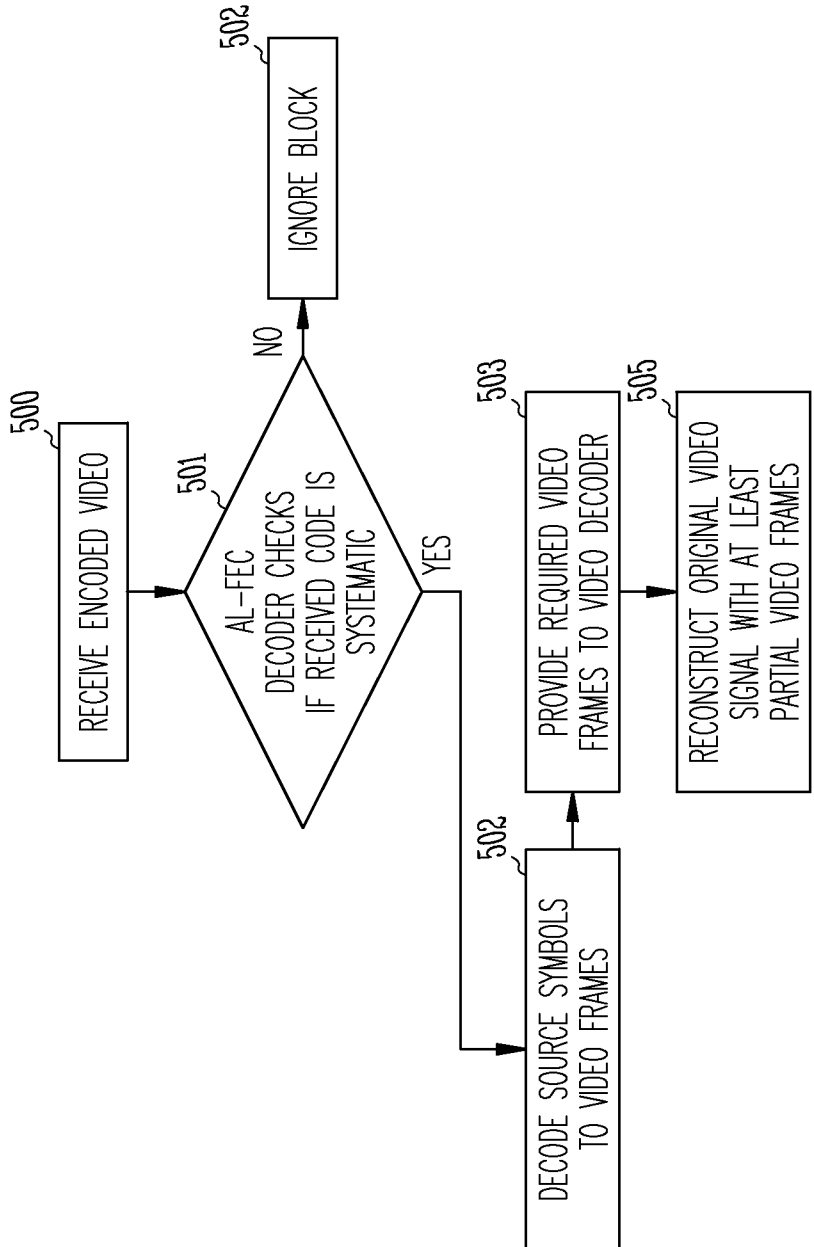 500
RECEIVE ENCODED VIDEO
501
AL-FEC
DECODER CHECKS
IF RECEIVED CODE IS
SYSTEMATIC
NO
502
IGNORE BLOCK
YES
502
DECODE SOURCE SYMBOLS
TO VIDEO FRAMES
503
PROVIDE REQUIRED VIDEO
FRAMES TO VIDEO DECODER
505
RECONSTRUCT ORIGINAL VIDEO
SIGNAL WITH AT LEAST
PARTIAL VIDEO FRAMES